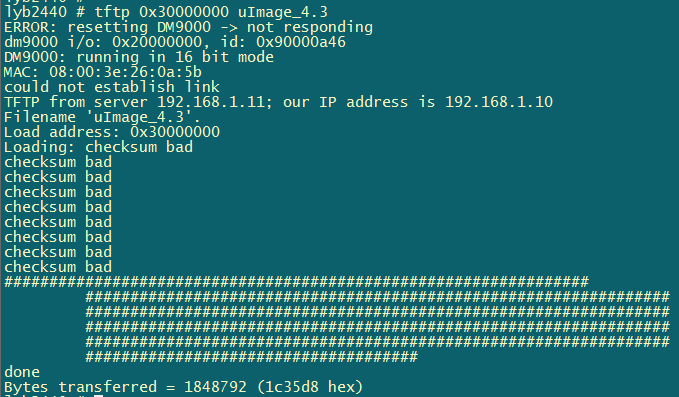 lyb2440 #
lyb2440 # tftp 0x30000000 uImage_4.3
ERROR: resetting DM9000 -> not responding
dm9000 i/o: 0x20000000, id: 0x90000a46
DM9000: running in 16 bit mode
MAC: 08:00:3e:26:0a:5b
could not establish link
TFTP from server 192.168.1.11; our IP address is 192.168.1.10
Filename 'uImage_4.3'.
Load address: 0x30000000
Loading: checksum bad
checksum bad
checksum bad
checksum bad
checksum bad
checksum bad
checksum bad
checksum bad
checksum bad
#################################################################
#################################################################
#################################################################
#################################################################
#################################################################
#####################################
done
Bytes transferred = 1848792 (1c35d8 hex)
lyb2440 #